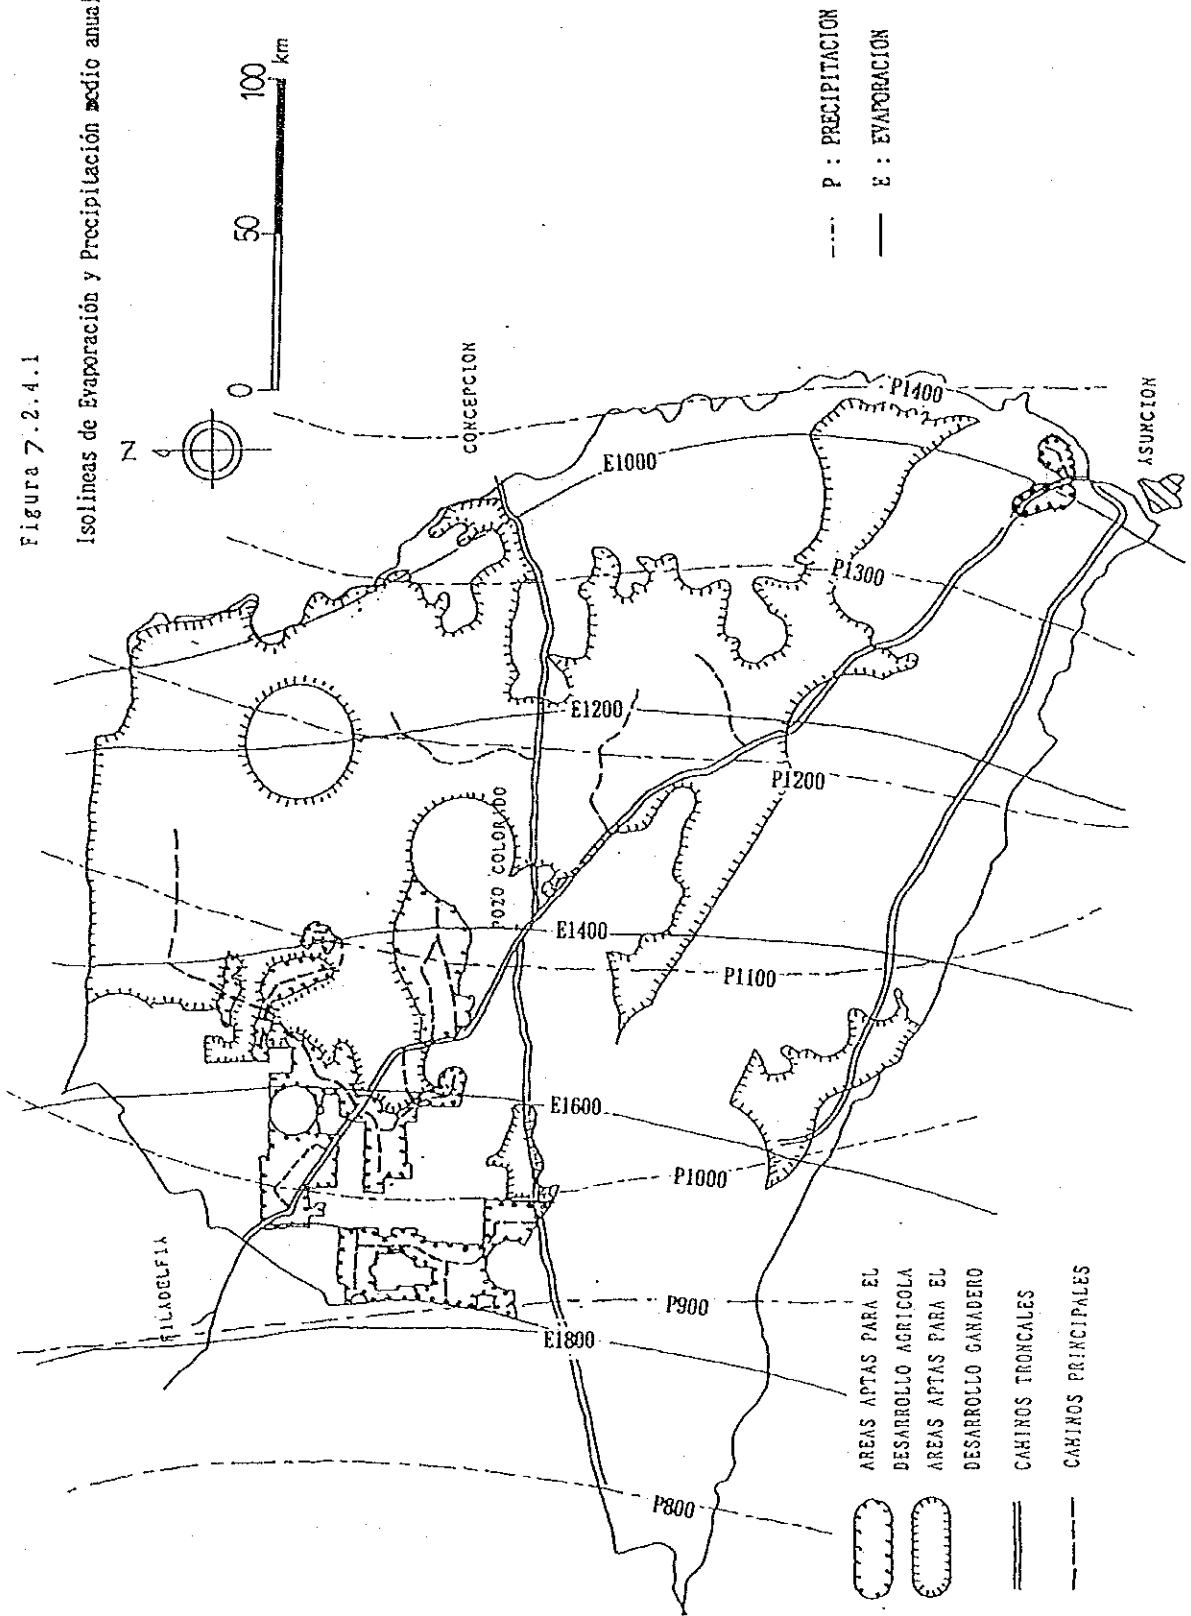 Figura 7.2.4.1
Isolineas de Evaporación y Precipitación medio anual
N
0 50 100
km
CONCEPCION
FILADELFIA
POZO COLORIDO
ASUNCION
E1000
E1200
E1400
E1600
E1800
P1400
P1300
P1200
P1100
P1000
P900
P800
P : PRECIPITACION
E : EVAPORACION
AREAS APTAS PARA EL
DESARROLLO AGRICOLA
AREAS APTAS PARA EL
DESARROLLO GANADERO
CAMINOS TRONCALES
CAMINOS PRINCIPALES